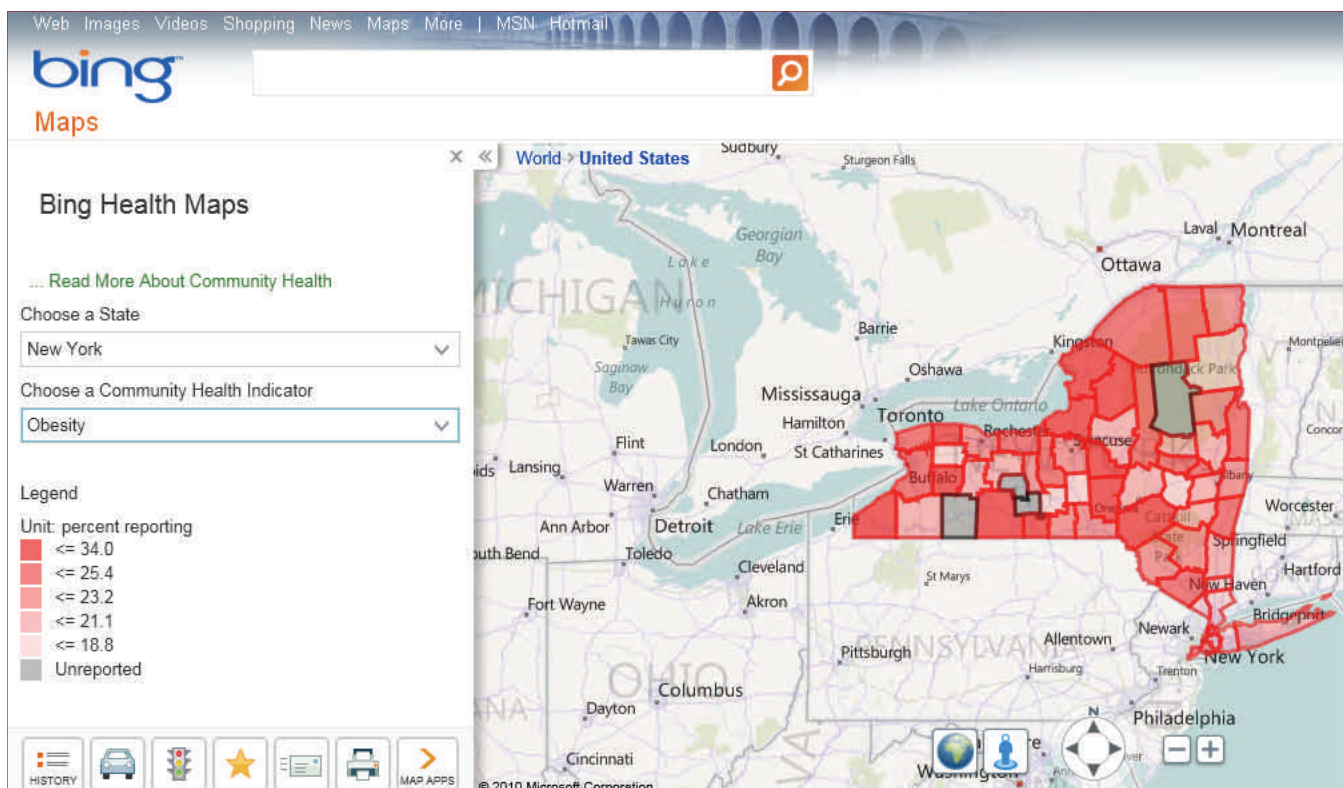 Web Images Videos Shopping News Maps More | MSN Hotmail
bing™
Maps
World > United States
Bing Health Maps
... Read More About Community Health
Choose a State
New York
Choose a Community Health Indicator
Obesity
Legend
Unit: percent reporting
<= 34.0
<= 25.4
<= 23.2
<= 21.1
<= 18.8
Unreported
HISTORY
MAP APPS
Sudbury
Sturgeon Falls
Georgian
Bay
Laval
Montreal
Ottawa
Lake
Huron
MICHIGAN
Barrie
Kingston
Montpelier
Tawas City
Saginaw
Bay
Oshawa
Mississauga
Lake Ontario
Hamilton
Toronto
Rochester
Syracuse
Concor
Flint
London
St Catharines
Lansing
Buffalo
Albany
Warren
Chatham
Worcester
Ann Arbor
Detroit
Lake Erie
Erie
Springfield
outh Bend
Toledo
Cleveland
St Marys
Hartford
New Haven
Fort Wayne
Akron
Bridgeport
Newark
Allentown
PENNSYLVANIA
Pittsburgh
New York
Harrisburg
Trenton
OHIO
Columbus
Dayton
N
Philadelphia
Cincinnati
© 2010 Microsoft Corporation